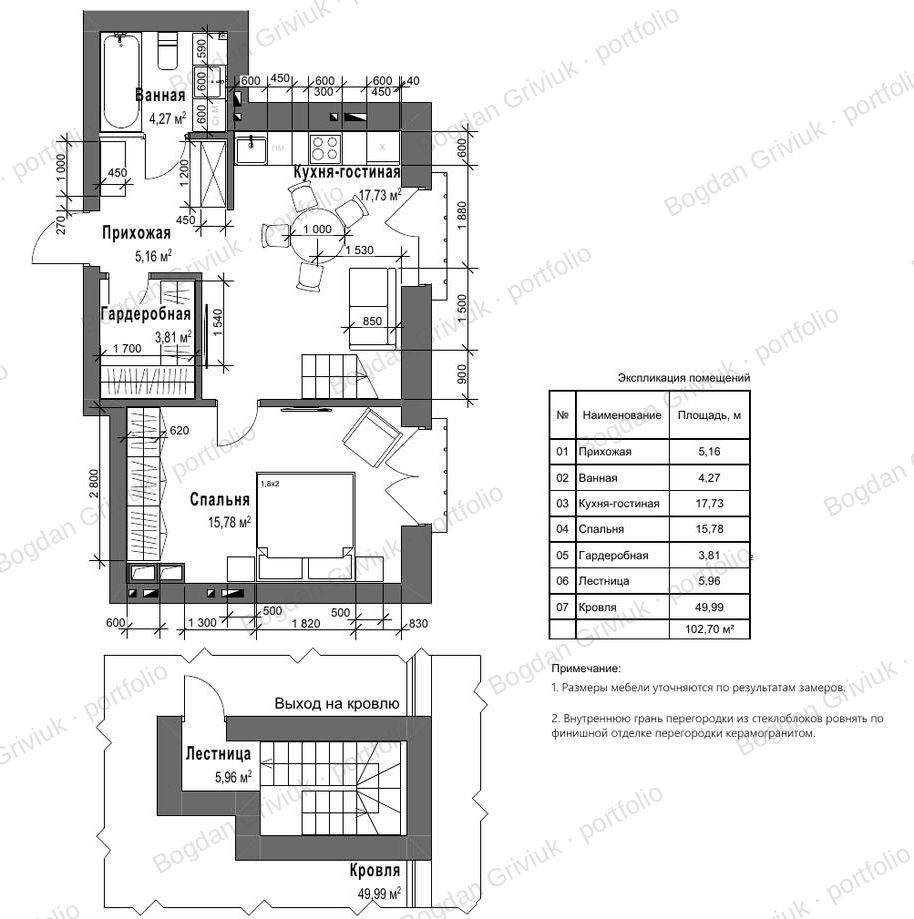 590
600
600
Ванная
4,27 м²
Ст.М
600
450
600
300
600
450
40
1 000
450
1 200
450
270
Прихожая
5,16 м²
ПМ
Х
Кухня-гостиная
17,73 м²
1 000
1 530
600
1 880
1 500
900
850
Гардеробная
3,81 м²
1 700
1 540
620
2 800
Спальня
15,78 м²
1,8х2
600
1 300
500
1 820
500
830
Выход на кровлю
Лестница
5,96 м²
Кровля
49,99 м²
Экспликация помещений
№ Наименование Площадь, м
01 Прихожая 5,16
02 Ванная 4,27
03 Кухня-гостиная 17,73
04 Спальня 15,78
05 Гардеробная 3,81
06 Лестница 5,96
07 Кровля 49,99
102,70 м²
Примечание:
1. Размеры мебели уточняются по результатам замеров.
2. Внутреннюю грань перегородки из стеклоблоков ровнять по
финишной отделке перегородки керамогранитом.
Bogdan Griviuk · portfolio